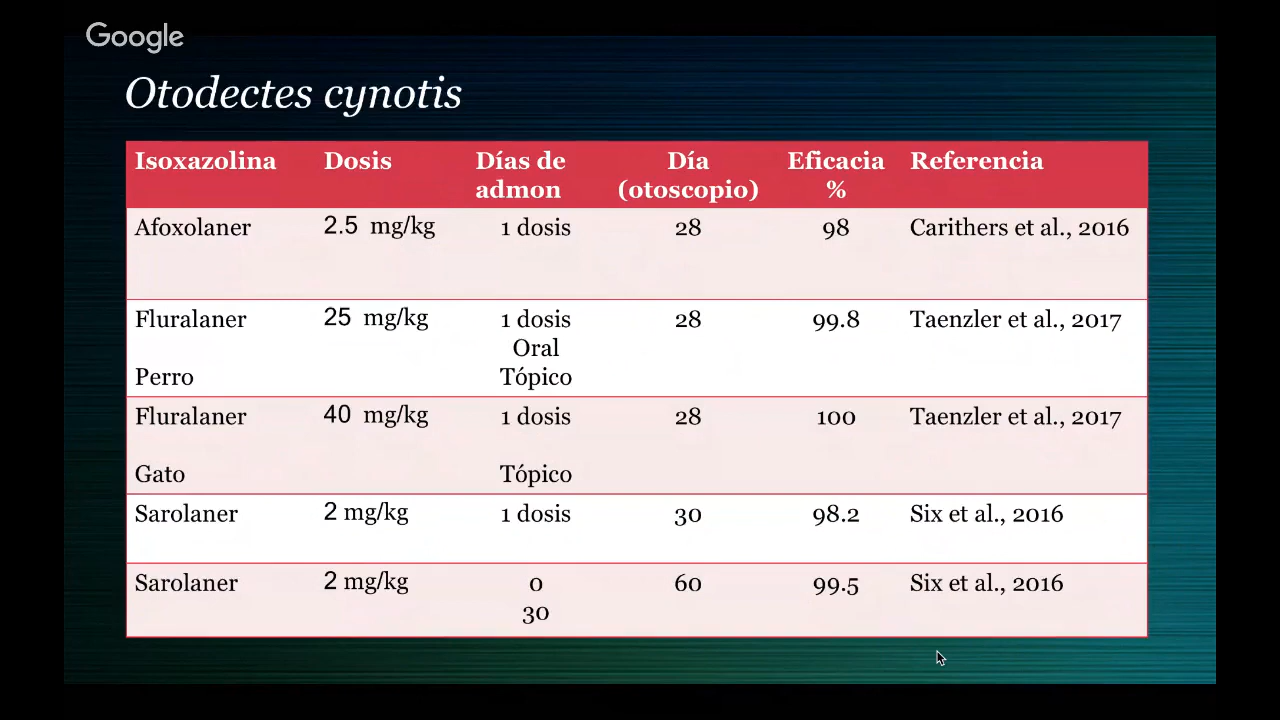 Google
Otodectes cynotis
Isoxazolina Dosis Días de admon Día (otoscopio) Eficacia % Referencia
Afoxolaner 2.5 mg/kg 1 dosis 28 98 Carithers et al., 2016
Fluralaner 25 mg/kg 1 dosis 28 99.8 Taenzler et al., 2017
Oral
Perro Tópico
Fluralaner 40 mg/kg 1 dosis 28 100 Taenzler et al., 2017
Gato Tópico
Sarolaner 2 mg/kg 1 dosis 30 98.2 Six et al., 2016
Sarolaner 2 mg/kg 0 60 99.5 Six et al., 2016
30